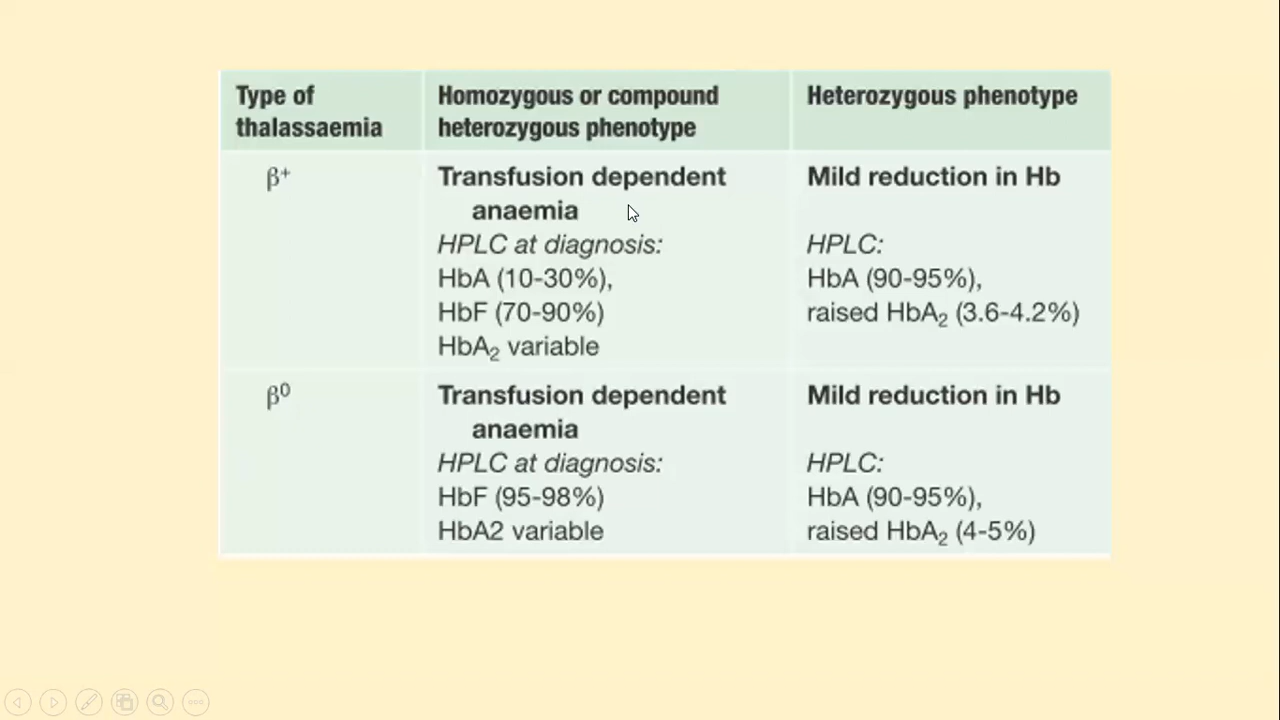 Type of thalassaemia
Homozygous or compound heterozygous phenotype
Heterozygous phenotype
β⁺
Transfusion dependent
anaemia
HPLC at diagnosis:
HbA (10-30%),
HbF (70-90%)
HbA₂ variable
Mild reduction in Hb
HPLC:
HbA (90-95%),
raised HbA₂ (3.6-4.2%)
β⁰
Transfusion dependent
anaemia
HPLC at diagnosis:
HbF (95-98%)
HbA2 variable
Mild reduction in Hb
HPLC:
HbA (90-95%),
raised HbA₂ (4-5%)